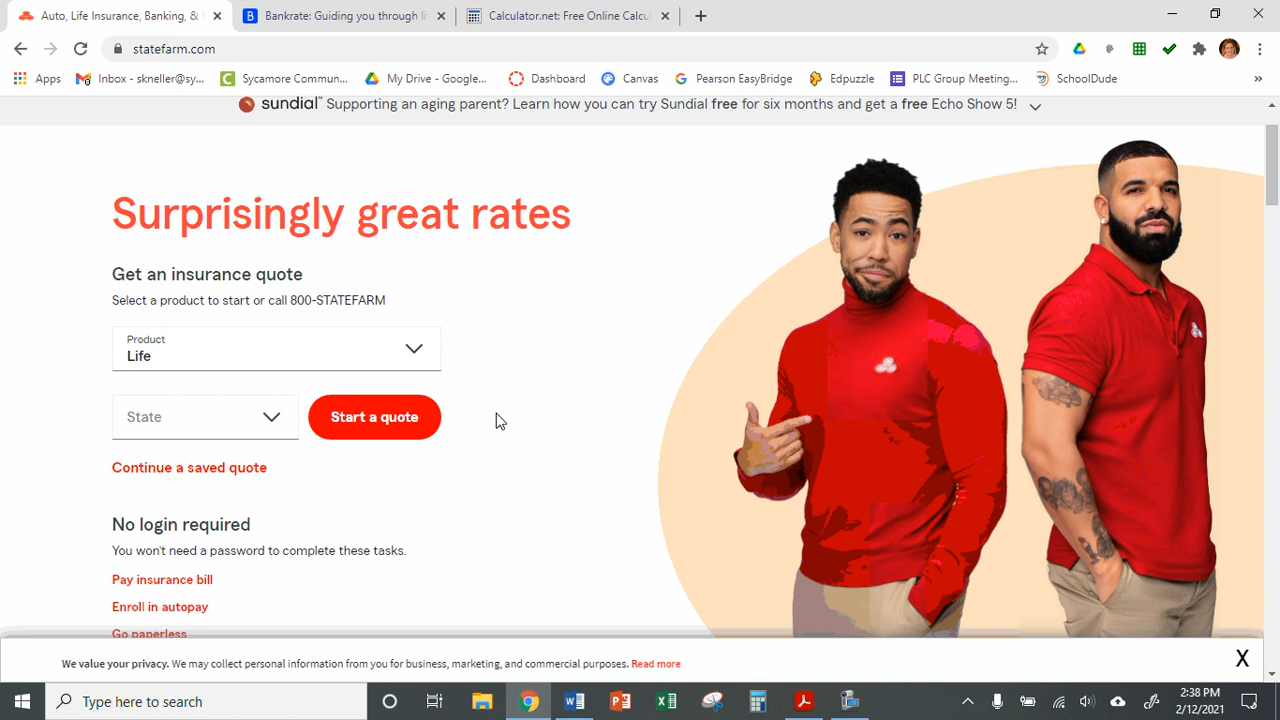 Auto, Life Insurance, Banking, &
Bankrate: Guiding you through li
Calculator.net: Free Online Calcu
statefarm.com
Apps
Inbox - skneller@sy...
Sycamore Commun...
My Drive - Google...
Dashboard
Canvas
Pearson EasyBridge
Edpuzzle
PLC Group Meeting...
SchoolDude
»
sundial™ Supporting an aging parent? Learn how you can try Sundial free for six months and get a free Echo Show 5!
Surprisingly great rates
Get an insurance quote
Select a product to start or call 800-STATEFARM
Product
Life
State
Start a quote
Continue a saved quote
No login required
You won't need a password to complete these tasks.
Pay insurance bill
Enroll in autopay
Go paperless
We value your privacy. We may collect personal information from you for business, marketing, and commercial purposes. Read more
X
Type here to search
2:38 PM
2/12/2021